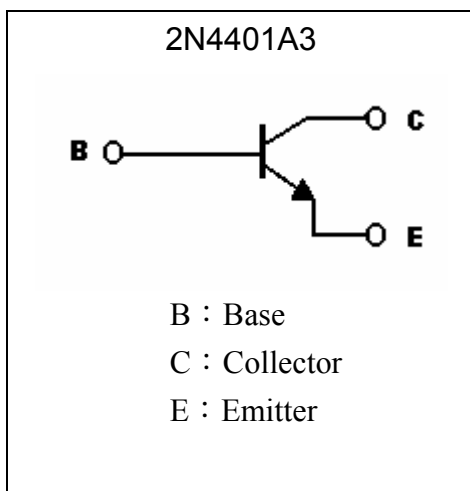 2N4401A3
C
B
E
B：Base
C：Collector
E：Emitter